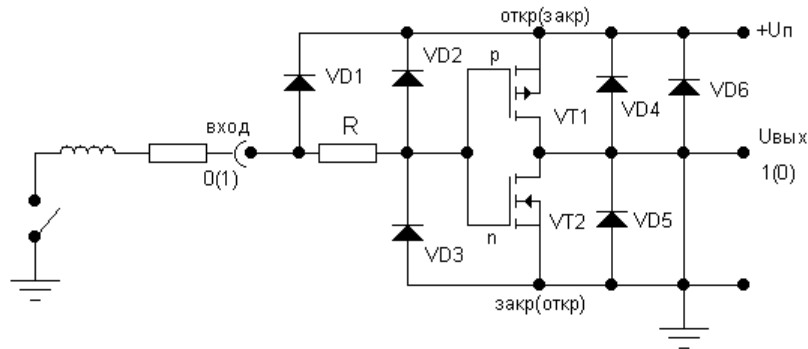 откр(закр)
+Uп
VD2
p
VD1
VD4
VD6
VT1
вход
R
Uвых
0(1)
1(0)
VT2
VD5
n
VD3
закр(откр)